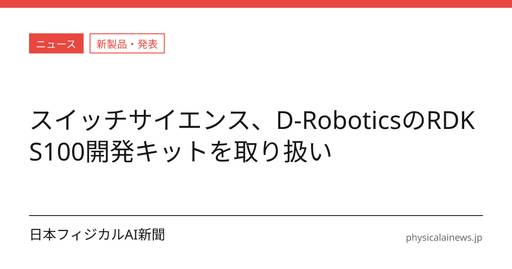 ニュース 新製品・発表
スイッチサイエンス、D-RoboticsのRDK
S100開発キットを取り扱い
日本フィジカルAI新聞 physicalainews.jp